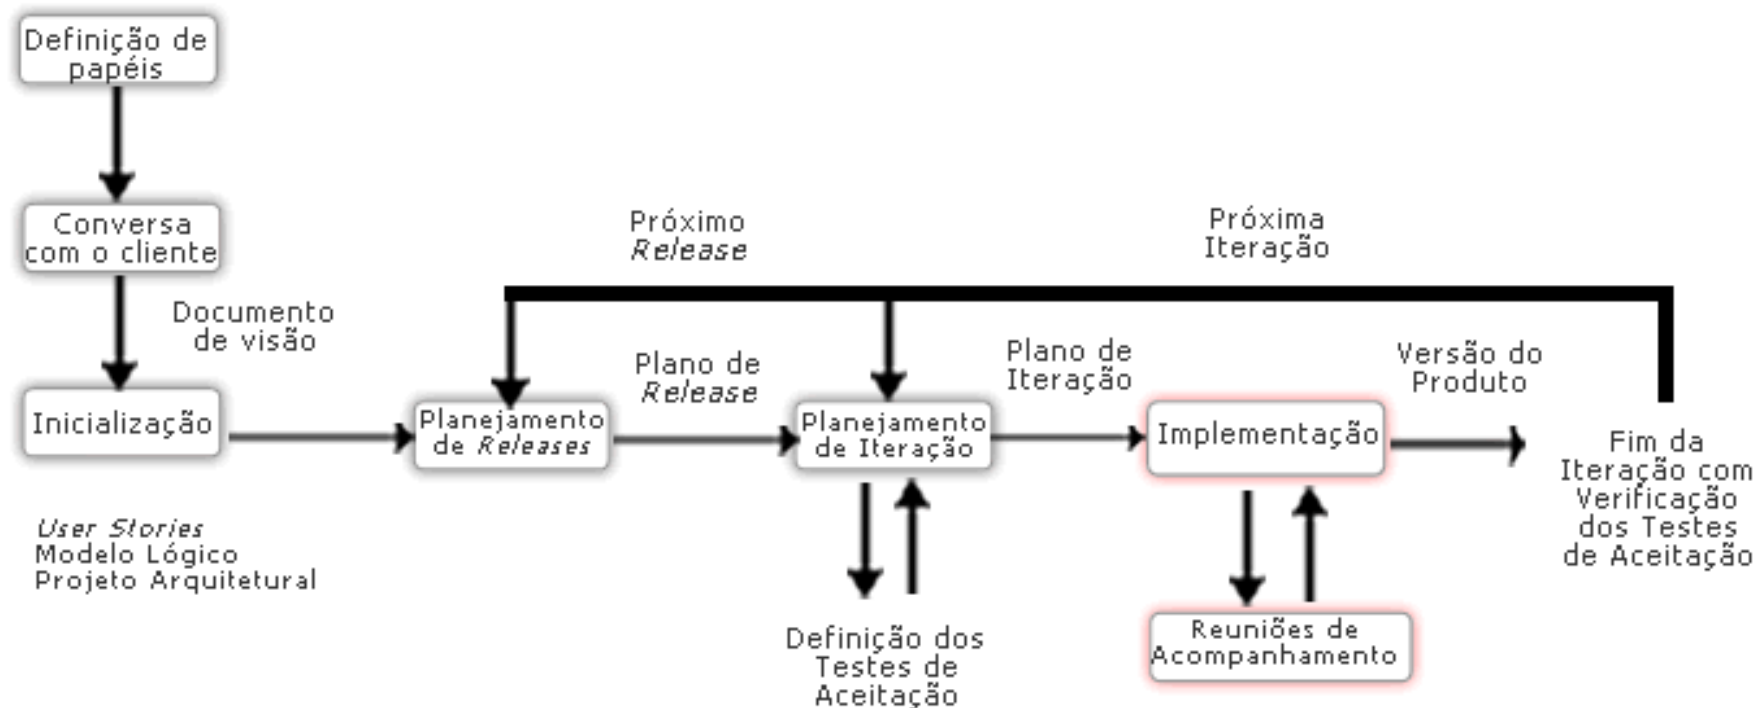 Definição de
papéis
Conversa
com o cliente
Documento
de visão
Inicialização
User Stories
Modelo Lógico
Projeto Arquitetural
Próximo
Release
Próxima
Iteração
Planejamento
de Releases
Plano de
Release
Planejamento
de Iteração
Plano de
Iteração
Implementação
Versão do
Produto
Fim da
Iteração com
Verificação
dos Testes
de Aceitação
Definição dos
Testes de
Aceitação
Reuniões de
Acompanhamento